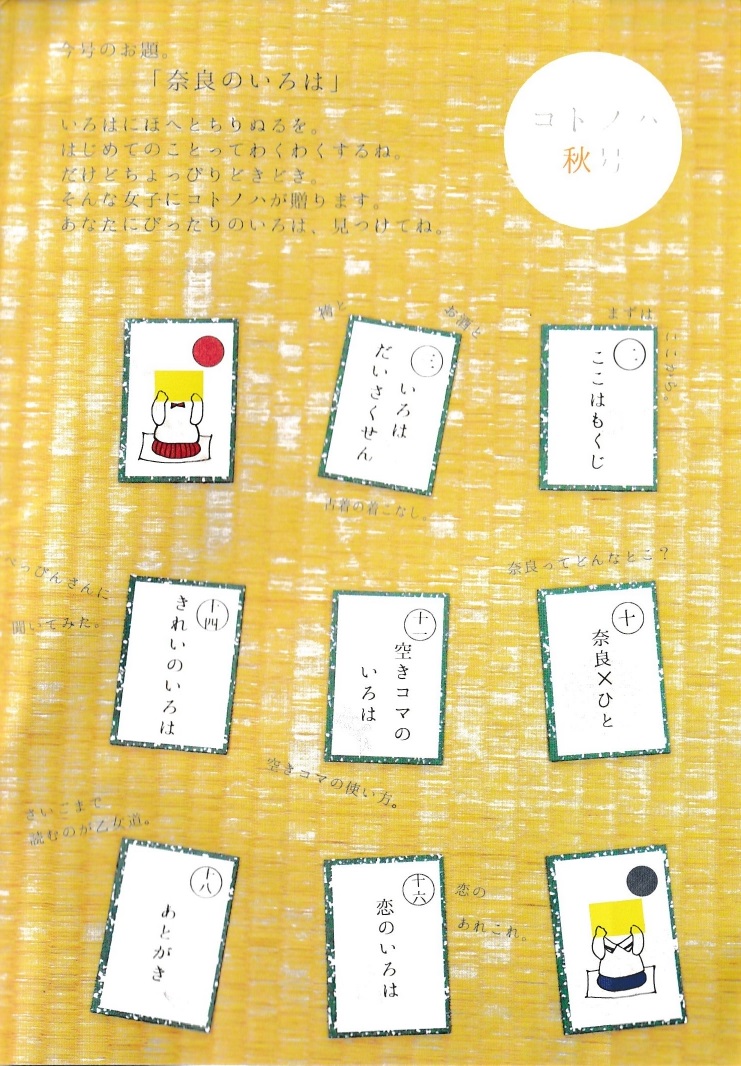 今号のお題。
「奈良のいろは」
いろはにほへとちりぬるを。
はじめてのことってわくわくするね。
だけどちょっぴりどきどき。
そんな女子にコトノハが贈ります。
あなたにぴったりのいろは、見つけてね。
コトノハ
秋号
まずは
ここから。
二
ここはもくじ
お酒と
三
いろは
だいさくせん
古着の着こなし。
奈良ってどんなとこ？
十
奈良×ひと
十一
空きコマの
いろは
空きコマの使い方。
べっぴんさんに
聞いてみた。
十四
きれいのいろは
恋の
あれこれ。
十六
恋のいろは
さいごまで
読むのが乙女道。
十八
あとがき